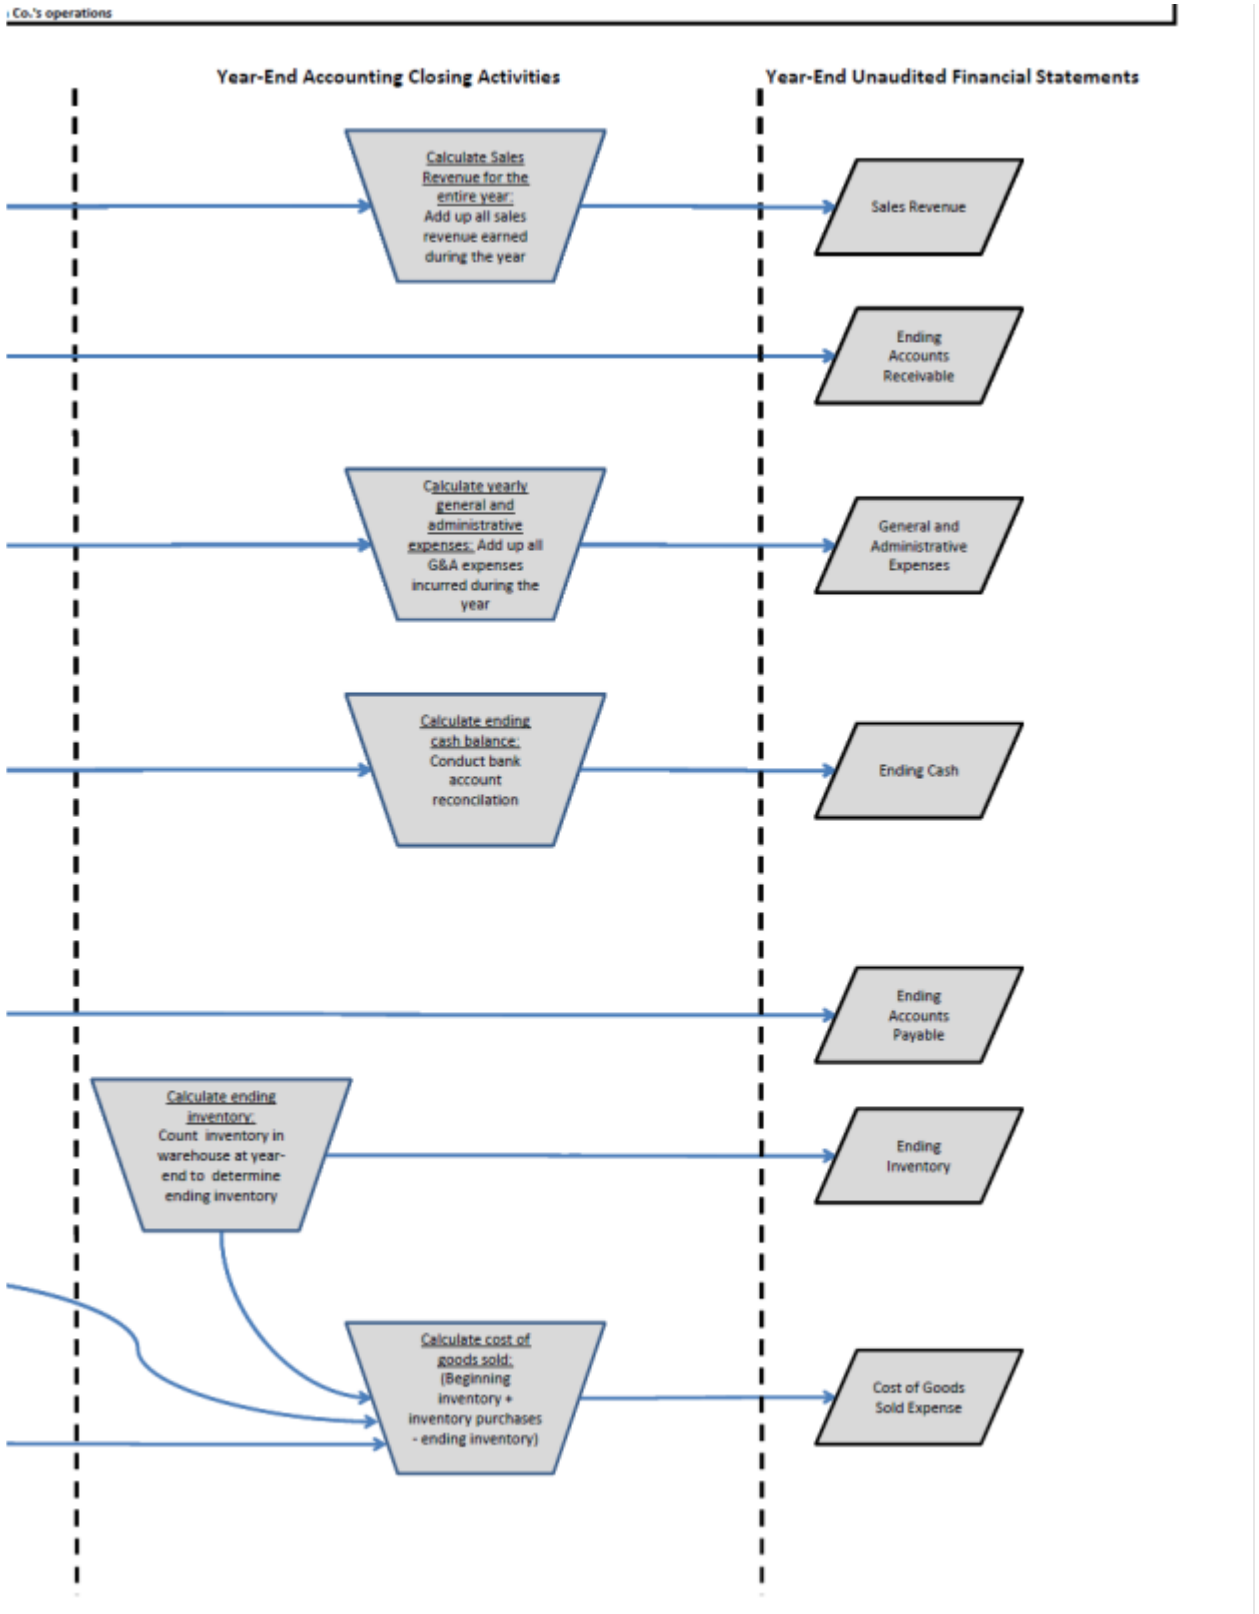 Co.'s operations
Year-End Accounting Closing Activities
Year-End Unaudited Financial Statements
Calculate Sales
Revenue for the
entire year:
Add up all sales
revenue earned
during the year
Sales Revenue
Ending
Accounts
Receivable
Calculate yearly
general and
administrative
expenses: Add up all
G&A expenses
incurred during the
year
General and
Administrative
Expenses
Calculate ending
cash balance:
Conduct bank
account
reconcilation
Ending Cash
Ending
Accounts
Payable
Calculate ending
inventory:
Count inventory in
warehouse at year-
end to determine
ending inventory
Ending
Inventory
Calculate cost of
goods sold:
(Beginning
inventory +
inventory purchases
- ending inventory)
Cost of Goods
Sold Expense